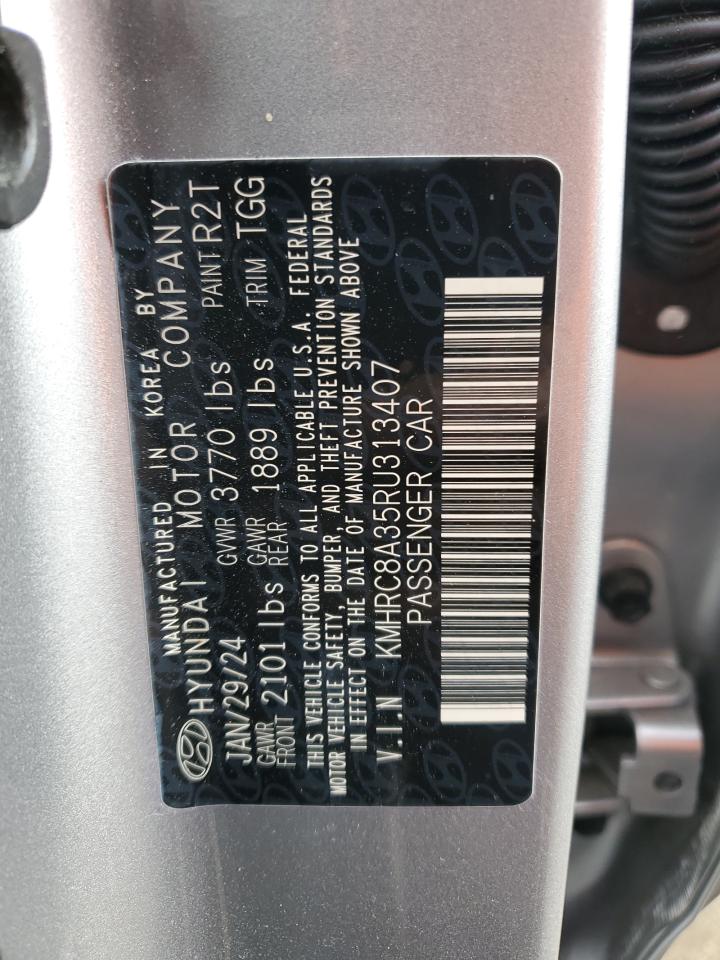 MANUFACTURED IN KOREA BY
HYUNDAI MOTOR COMPANY
JAN/29/24 GVWR 3770 lbs PAINT R2T
GAWR FRONT 2101 lbs GAWR REAR 1889 lbs TRIM TGG
THIS VEHICLE CONFORMS TO ALL APPLICABLE U.S.A. FEDERAL
MOTOR VEHICLE SAFETY, BUMPER, AND THEFT PREVENTION STANDARDS
IN EFFECT ON THE DATE OF MANUFACTURE SHOWN ABOVE
V.I.N KMHRC8A35RU313407
PASSENGER CAR